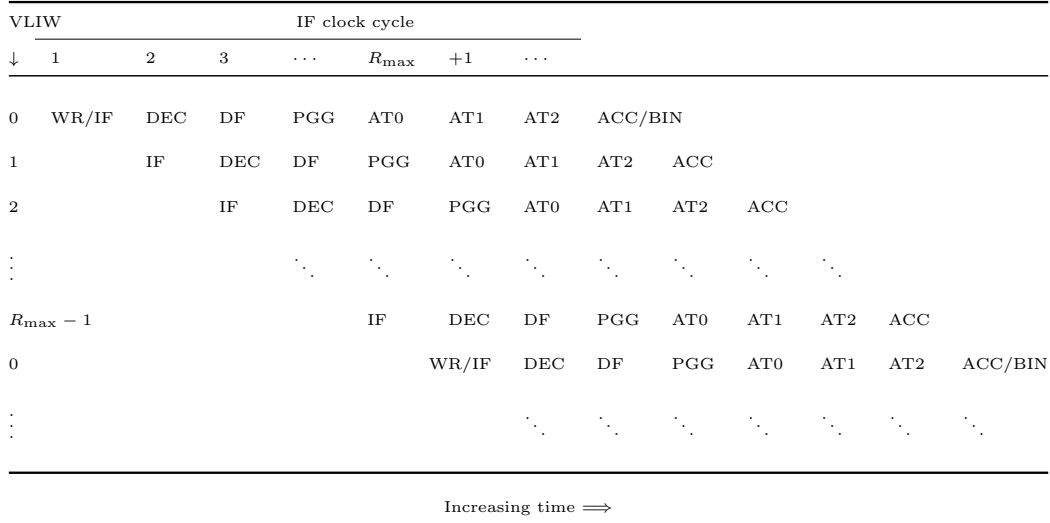 VLIW IF clock cycle
↓ 1 2 3 ··· R_max +1 ···
0 WR/IF DEC DF PGG AT0 AT1 AT2 ACC/BIN
1 IF DEC DF PGG AT0 AT1 AT2 ACC
2 IF DEC DF PGG AT0 AT1 AT2 ACC
⋮ ⋱ ⋱ ⋱ ⋱ ⋱ ⋱ ⋱ ⋱
R_max − 1 IF DEC DF PGG AT0 AT1 AT2 ACC
0 WR/IF DEC DF PGG AT0 AT1 AT2 ACC/BIN
⋮ ⋱ ⋱ ⋱ ⋱ ⋱ ⋱ ⋱
Increasing time ⟹